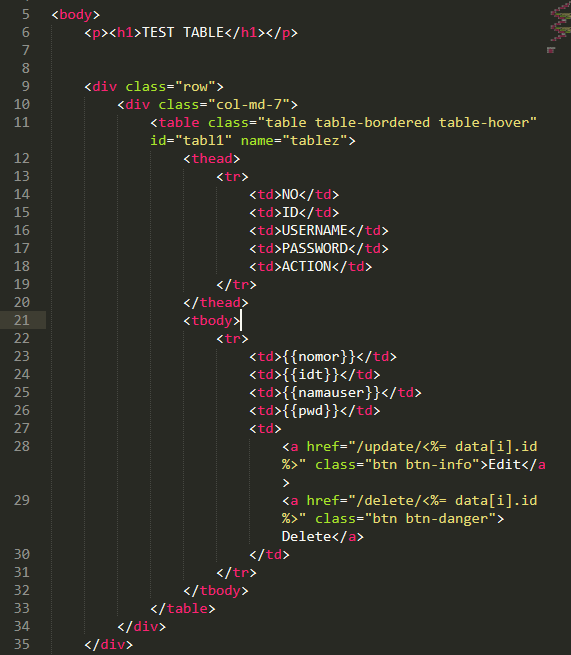 5 <body>
6 <p><h1>TEST TABLE</h1></p>
7
8
9 <div class="row">
10 <div class="col-md-7">
11 <table class="table table-bordered table-hover"
id="tabl1" name="tablez">
12 <thead>
13 <tr>
14 <td>NO</td>
15 <td>ID</td>
16 <td>USERNAME</td>
17 <td>PASSWORD</td>
18 <td>ACTION</td>
19 </tr>
20 </thead>
21 <tbody>
22 <tr>
23 <td>{{nomor}}</td>
24 <td>{{idt}}</td>
25 <td>{{namauser}}</td>
26 <td>{{pwd}}</td>
27 <td>
28 <a href="/update/<%= data[i].id
%>" class="btn btn-info">Edit</a
>
29 <a href="/delete/<%= data[i].id
%>" class="btn btn-danger">
Delete</a>
30 </td>
31 </tr>
32 </tbody>
33 </table>
34 </div>
35 </div>